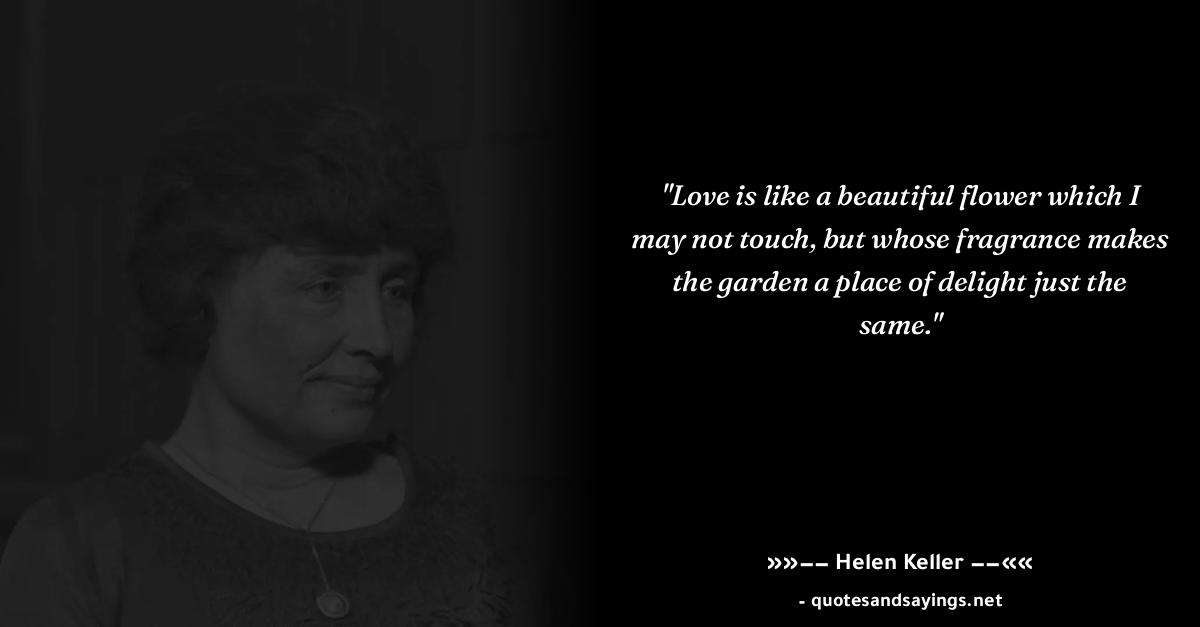 "Love is like a beautiful flower which I
may not touch, but whose fragrance makes
the garden a place of delight just the
same."
»»–– Helen Keller ––««
- quotesandsayings.net